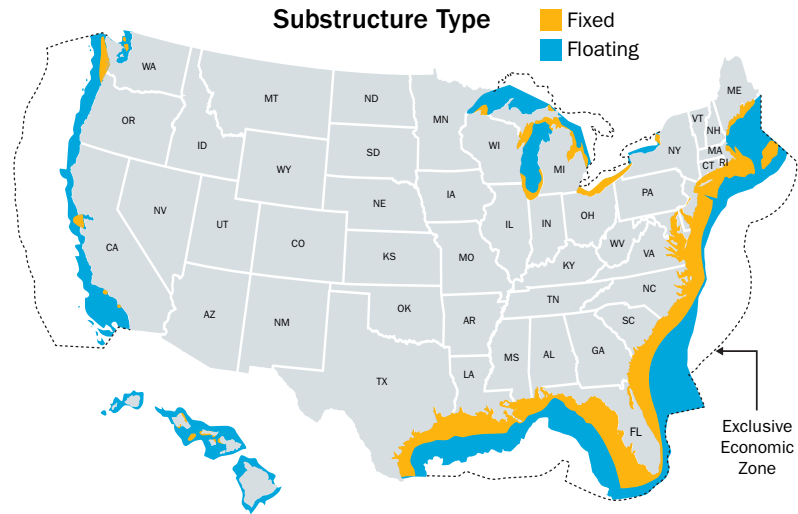 Substructure Type
Fixed
Floating
WA
MT
ND
MN
ME
VT
NH
OR
ID
WY
SD
WI
MI
NY
MA
CT
RI
NV
UT
NE
IA
PA
CA
CO
KS
MO
IL
IN
OH
WV
VA
KY
AZ
NM
OK
AR
TN
NC
SC
TX
LA
MS
AL
GA
FL
Exclusive
Economic
Zone